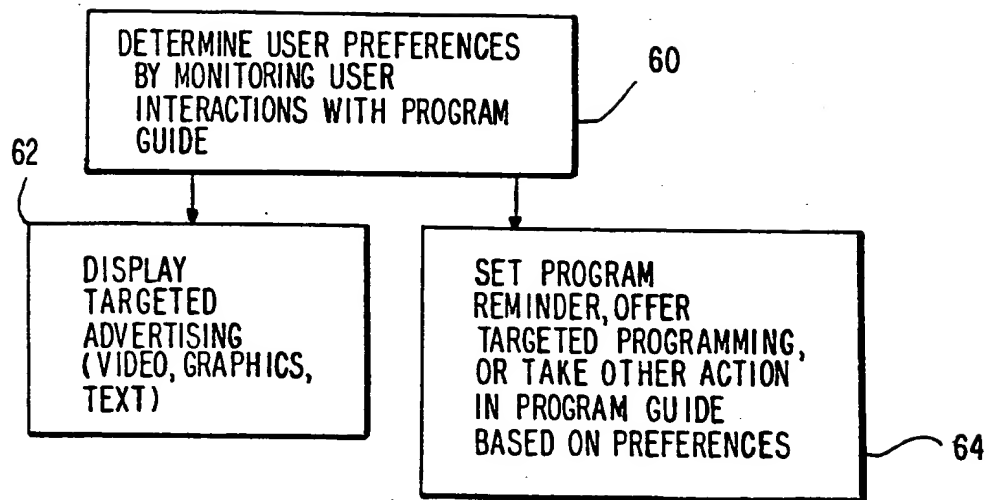 DETERMINE USER PREFERENCES
BY MONITORING USER
INTERACTIONS WITH PROGRAM
GUIDE
60
62
DISPLAY
TARGETED
ADVERTISING
(VIDEO, GRAPHICS,
TEXT)
SET PROGRAM
REMINDER, OFFER
TARGETED PROGRAMMING,
OR TAKE OTHER ACTION
IN PROGRAM GUIDE
BASED ON PREFERENCES
64